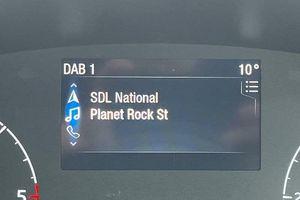 DAB 1 10°
SDL National
Planet Rock St
5